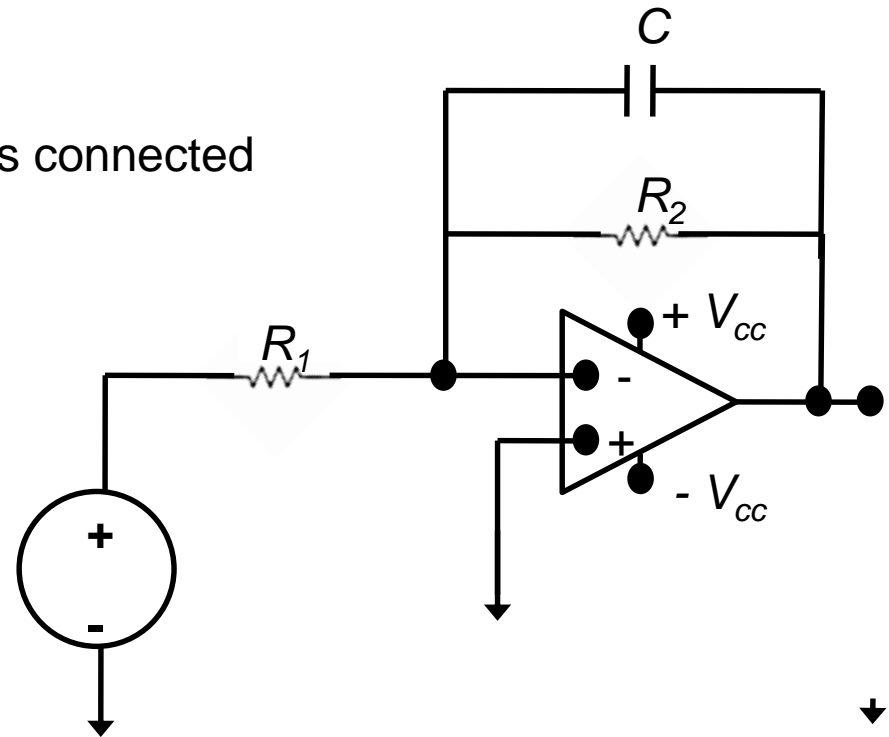 C
s connected
R2
+ Vcc
R1
-
+
- Vcc
+
-